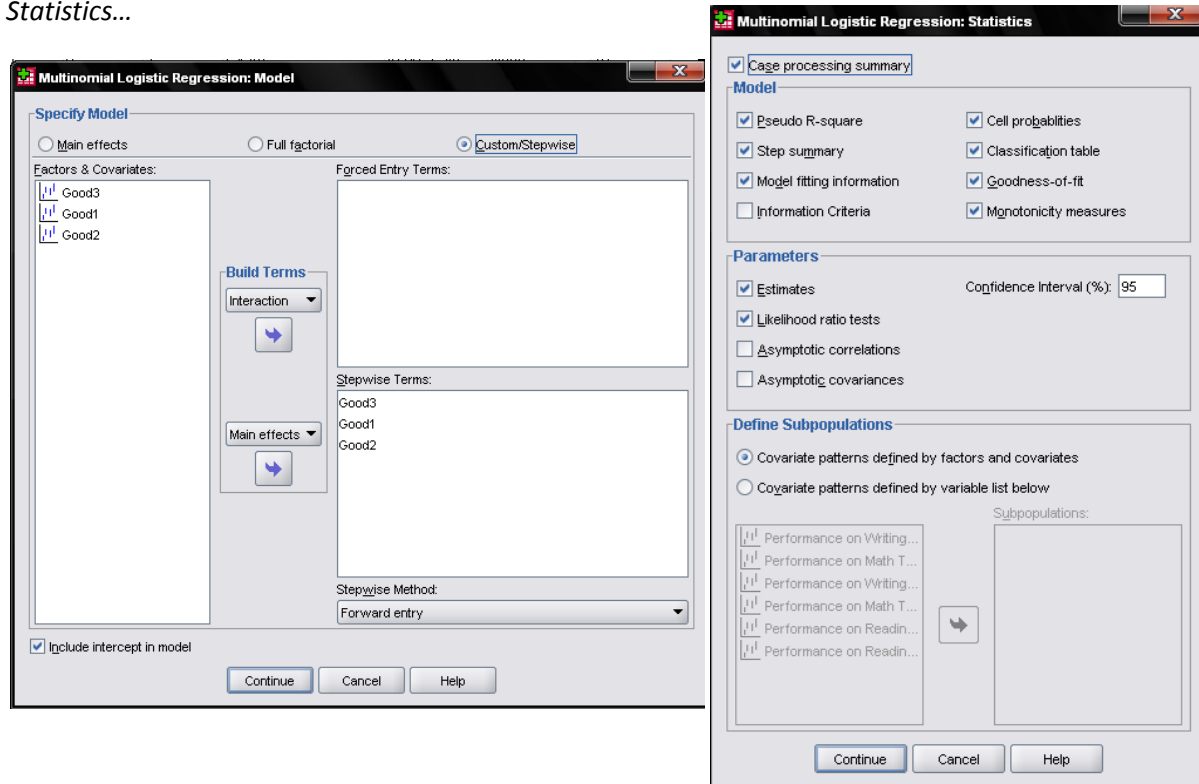 Statistics…
Multinomial Logistic Regression: Model
Specify Model
Main effects
Full factorial
Custom/Stepwise
Factors & Covariates:
Good3
Good1
Good2
Forced Entry Terms:
Build Terms
Interaction
Stepwise Terms:
Good3
Good1
Good2
Main effects
Stepwise Method:
Forward entry
Include intercept in model
Continue Cancel Help
Multinomial Logistic Regression: Statistics
Case processing summary
Model
Pseudo R-square
Cell probablities
Step summary
Classification table
Model fitting information
Goodness-of-fit
Information Criteria
Monotonicity measures
Parameters
Estimates
Confidence Interval (%): 95
Likelihood ratio tests
Asymptotic correlations
Asymptotic covariances
Define Subpopulations
Covariate patterns defined by factors and covariates
Covariate patterns defined by variable list below
Subpopulations:
Performance on Writing...
Performance on Math T...
Performance on Writing...
Performance on Math T...
Performance on Readin...
Performance on Readin...
Continue Cancel Help